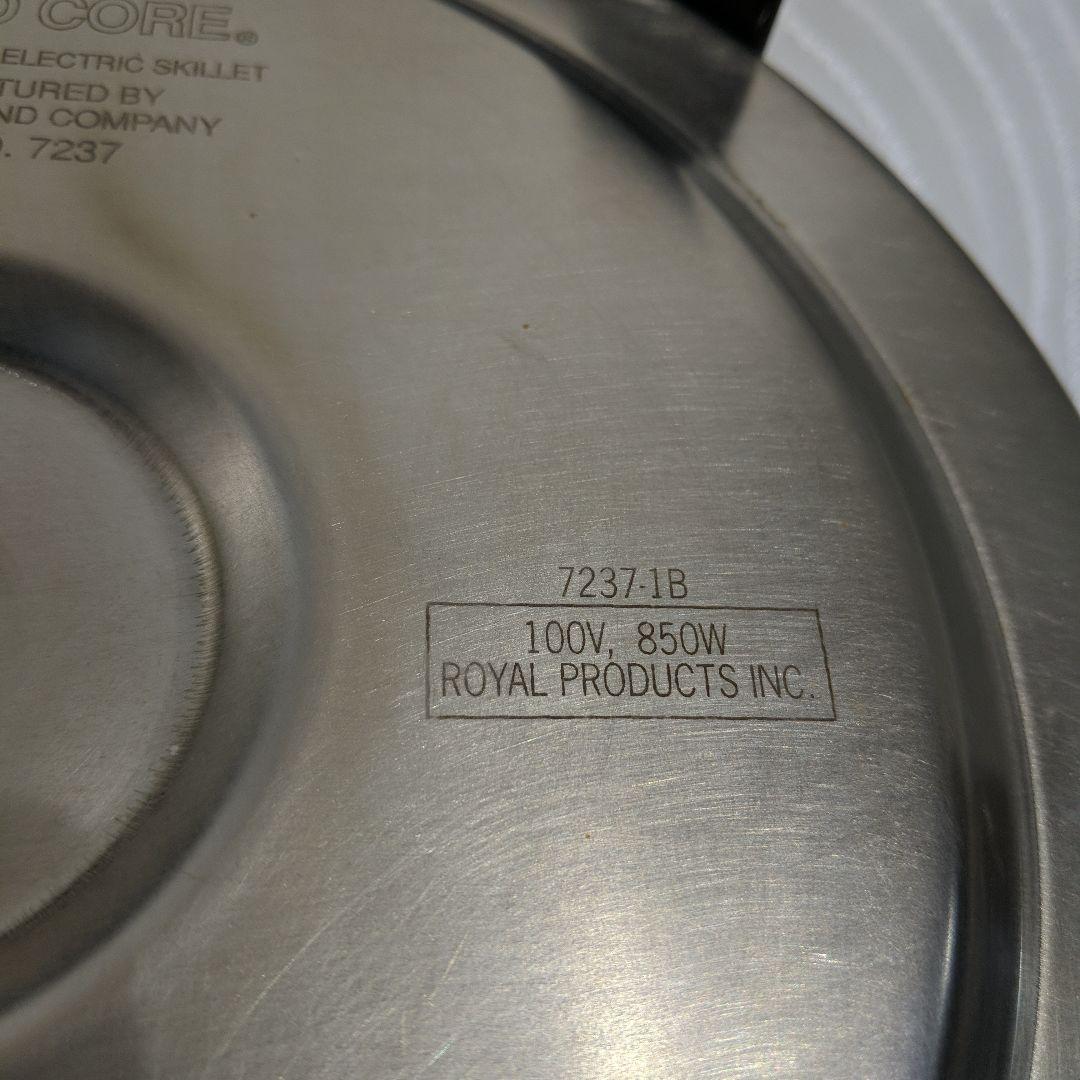 CORE®
ELECTRIC SKILLET
TURED BY
ND COMPANY
. 7237
7237-1B
100V, 850W
ROYAL PRODUCTS INC.